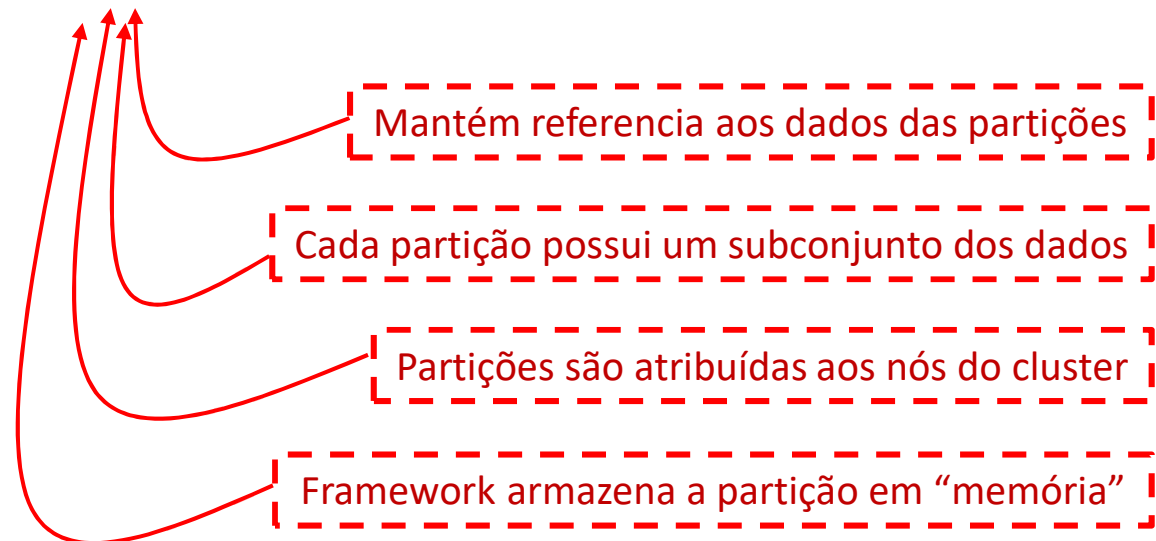 Mantém referencia aos dados das partições
Cada partição possui um subconjunto dos dados
Partições são atribuídas aos nós do cluster
Framework armazena a partição em “memória”